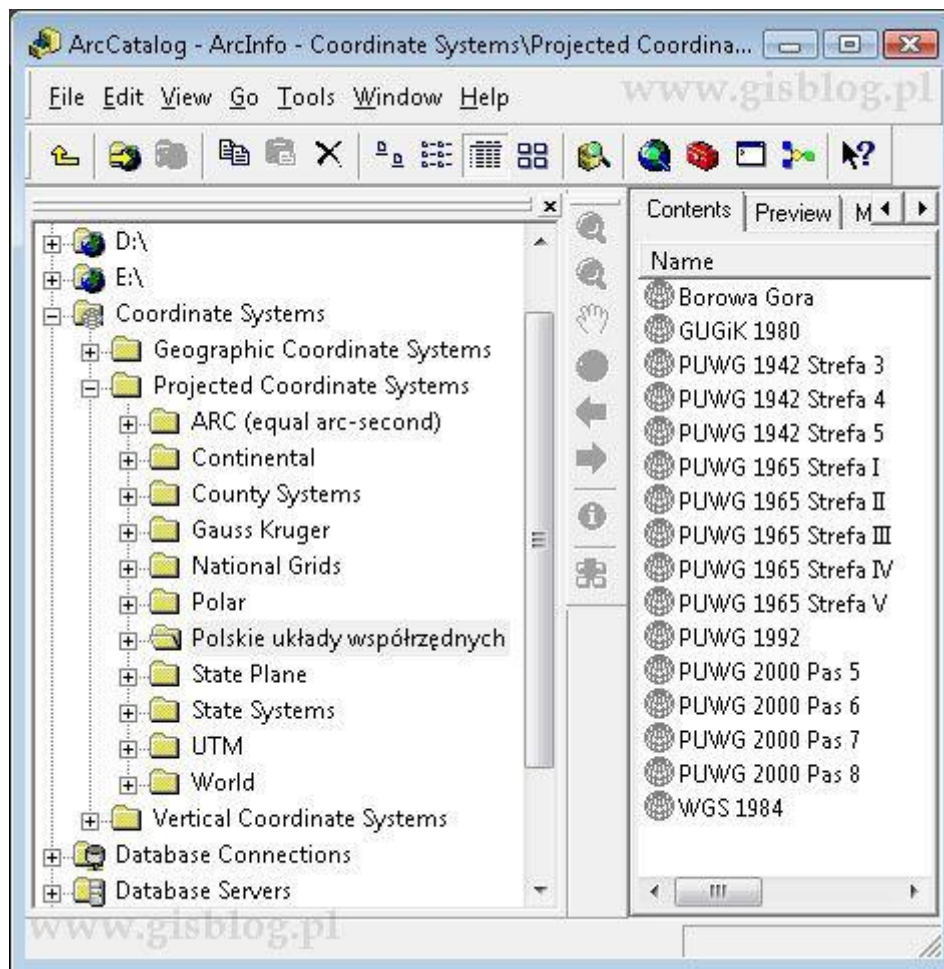 ArcCatalog - ArcInfo - Coordinate Systems\Projected Coordina...
www.gisblog.pl
File Edit View Go Tools Window Help
D:\
E:\
Coordinate Systems
Geographic Coordinate Systems
Projected Coordinate Systems
ARC (equal arc-second)
Continental
County Systems
Gauss Kruger
National Grids
Polar
Polskie układy współrzędnych
State Plane
State Systems
UTM
World
Vertical Coordinate Systems
Database Connections
Database Servers
Contents Preview M
Name
Borowa Gora
GUGiK 1980
PUWG 1942 Strefa 3
PUWG 1942 Strefa 4
PUWG 1942 Strefa 5
PUWG 1965 Strefa I
PUWG 1965 Strefa II
PUWG 1965 Strefa III
PUWG 1965 Strefa IV
PUWG 1965 Strefa V
PUWG 1992
PUWG 2000 Pas 5
PUWG 2000 Pas 6
PUWG 2000 Pas 7
PUWG 2000 Pas 8
WGS 1984
www.gisblog.pl